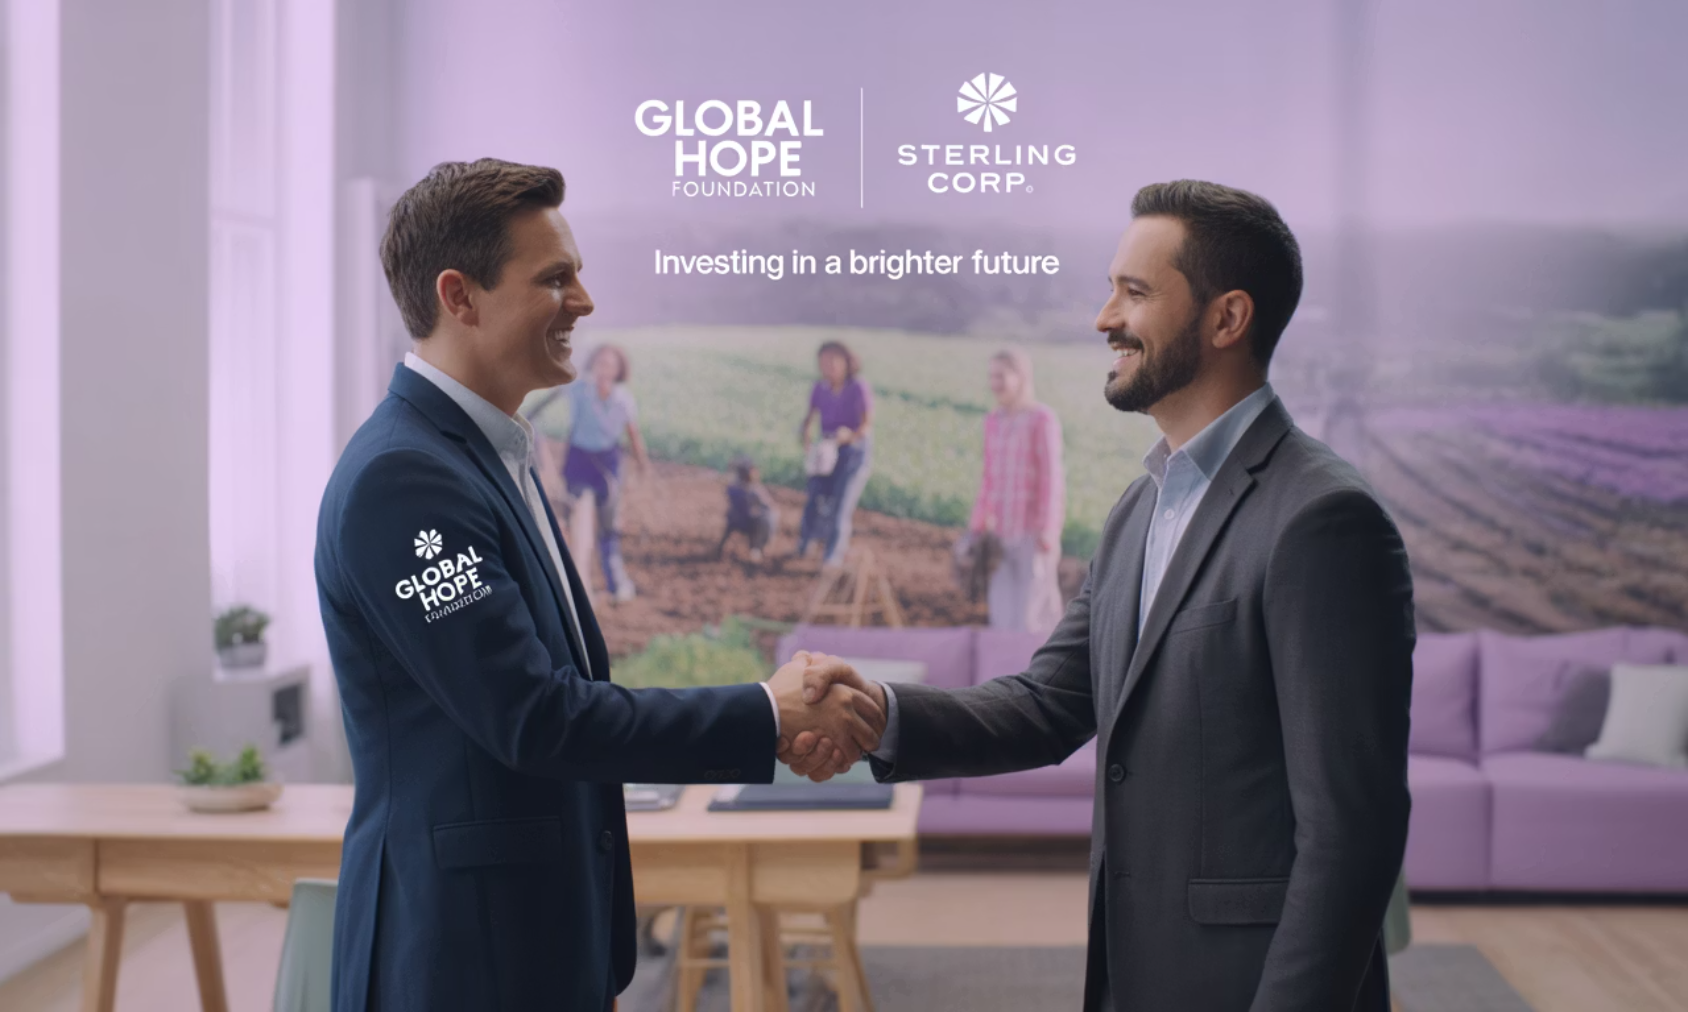 GLOBAL
HOPE
FOUNDATION
STERLING
CORP.
Investing in a brighter future
GLOBAL
HOPE